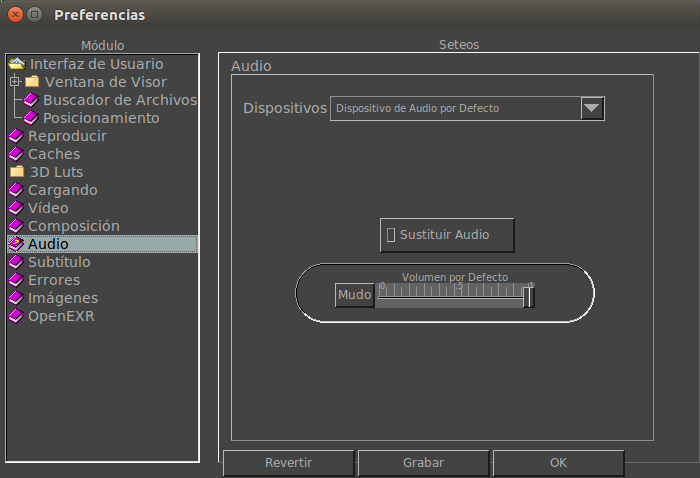 Preferencias
Módulo
Seteos
Interfaz de Usuario
Ventana de Visor
Buscador de Archivos
Posicionamiento
Reproducir
Caches
3D Luts
Cargando
Vídeo
Composición
Audio
Subtítulo
Errores
Imágenes
OpenEXR
Audio
Dispositivos Dispositivo de Audio por Defecto
Sustituir Audio
Volumen por Defecto
Mudo 0 .5 1
Revertir Grabar OK